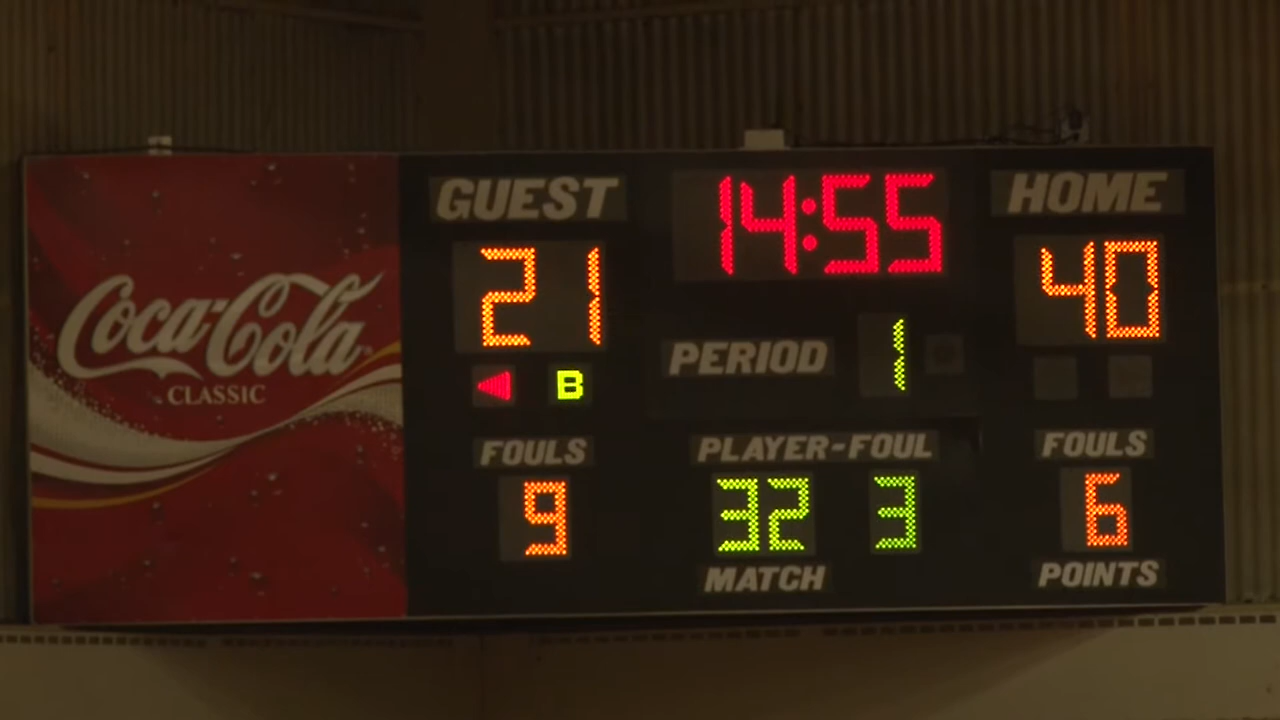 Coca-Cola
CLASSIC
GUEST
14:55
HOME
21
40
PERIOD
1
B
FOULS
PLAYER-FOUL
FOULS
9
32
3
6
MATCH
POINTS